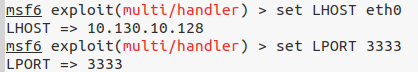 msf6 exploit(multi/handler) > set LHOST eth0
LHOST => 10.130.10.128
msf6 exploit(multi/handler) > set LPORT 3333
LPORT => 3333